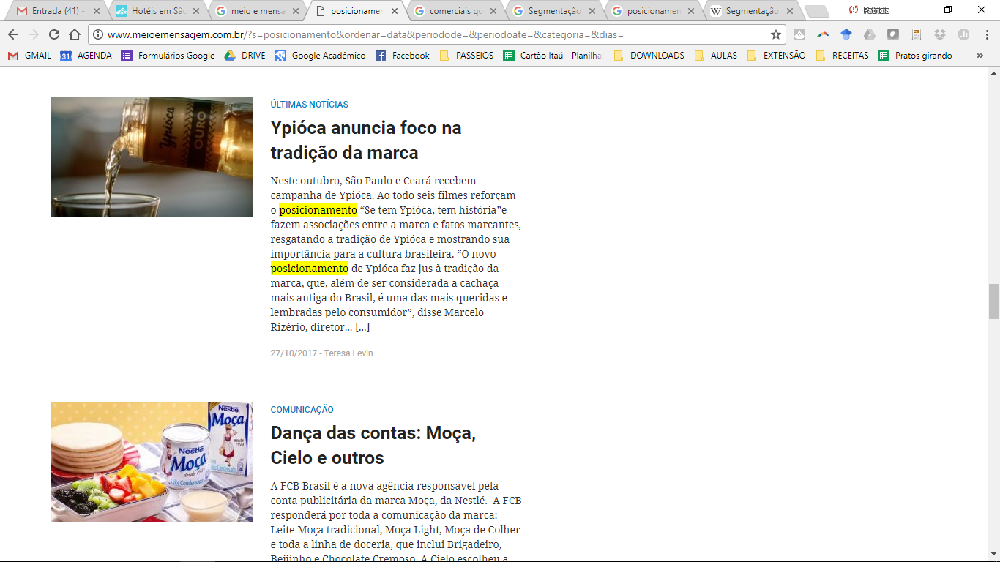 Entrada (41) -
Hotéis em São
meio e mensa
posicionamen
comerciais qu
Segmentação
posicionamen
Segmentação
Patricia
www.meioemensagem.com.br/?s=posicionamento&ordenar=data&periodode=&periodoate=&categoria=&dias=
GMAIL
AGENDA
Formulários Google
DRIVE
Google Acadêmico
Facebook
PASSEIOS
Cartão Itaú - Planilha
DOWNLOADS
AULAS
EXTENSÃO
RECEITAS
Pratos girando
»
Ypióca
OURO
ÚLTIMAS NOTÍCIAS
Ypióca anuncia foco na
tradição da marca
Neste outubro, São Paulo e Ceará recebem
campanha de Ypióca. Ao todo seis filmes reforçam
o posicionamento “Se tem Ypióca, tem história”e
fazem associações entre a marca e fatos marcantes,
resgatando a tradição de Ypióca e mostrando sua
importância para a cultura brasileira. “O novo
posicionamento de Ypióca faz jus à tradição da
marca, que, além de ser considerada a cachaça
mais antiga do Brasil, é uma das mais queridas e
lembradas pelo consumidor”, disse Marcelo
Rizério, diretor... [...]
27/10/2017 - Teresa Levin
Nestlé
Moça
desde
Nestlé
Moça
desde
Leite Condensado
COMUNICAÇÃO
Dança das contas: Moça,
Cielo e outros
A FCB Brasil é a nova agência responsável pela
conta publicitária da marca Moça, da Nestlé.  A FCB
responderá por toda a comunicação da marca:
Leite Moça tradicional, Moça Light, Moça de Colher
e toda a linha de doceria, que inclui Brigadeiro,
Beijinho e Chocolate Cremoso. A Cielo escolheu a